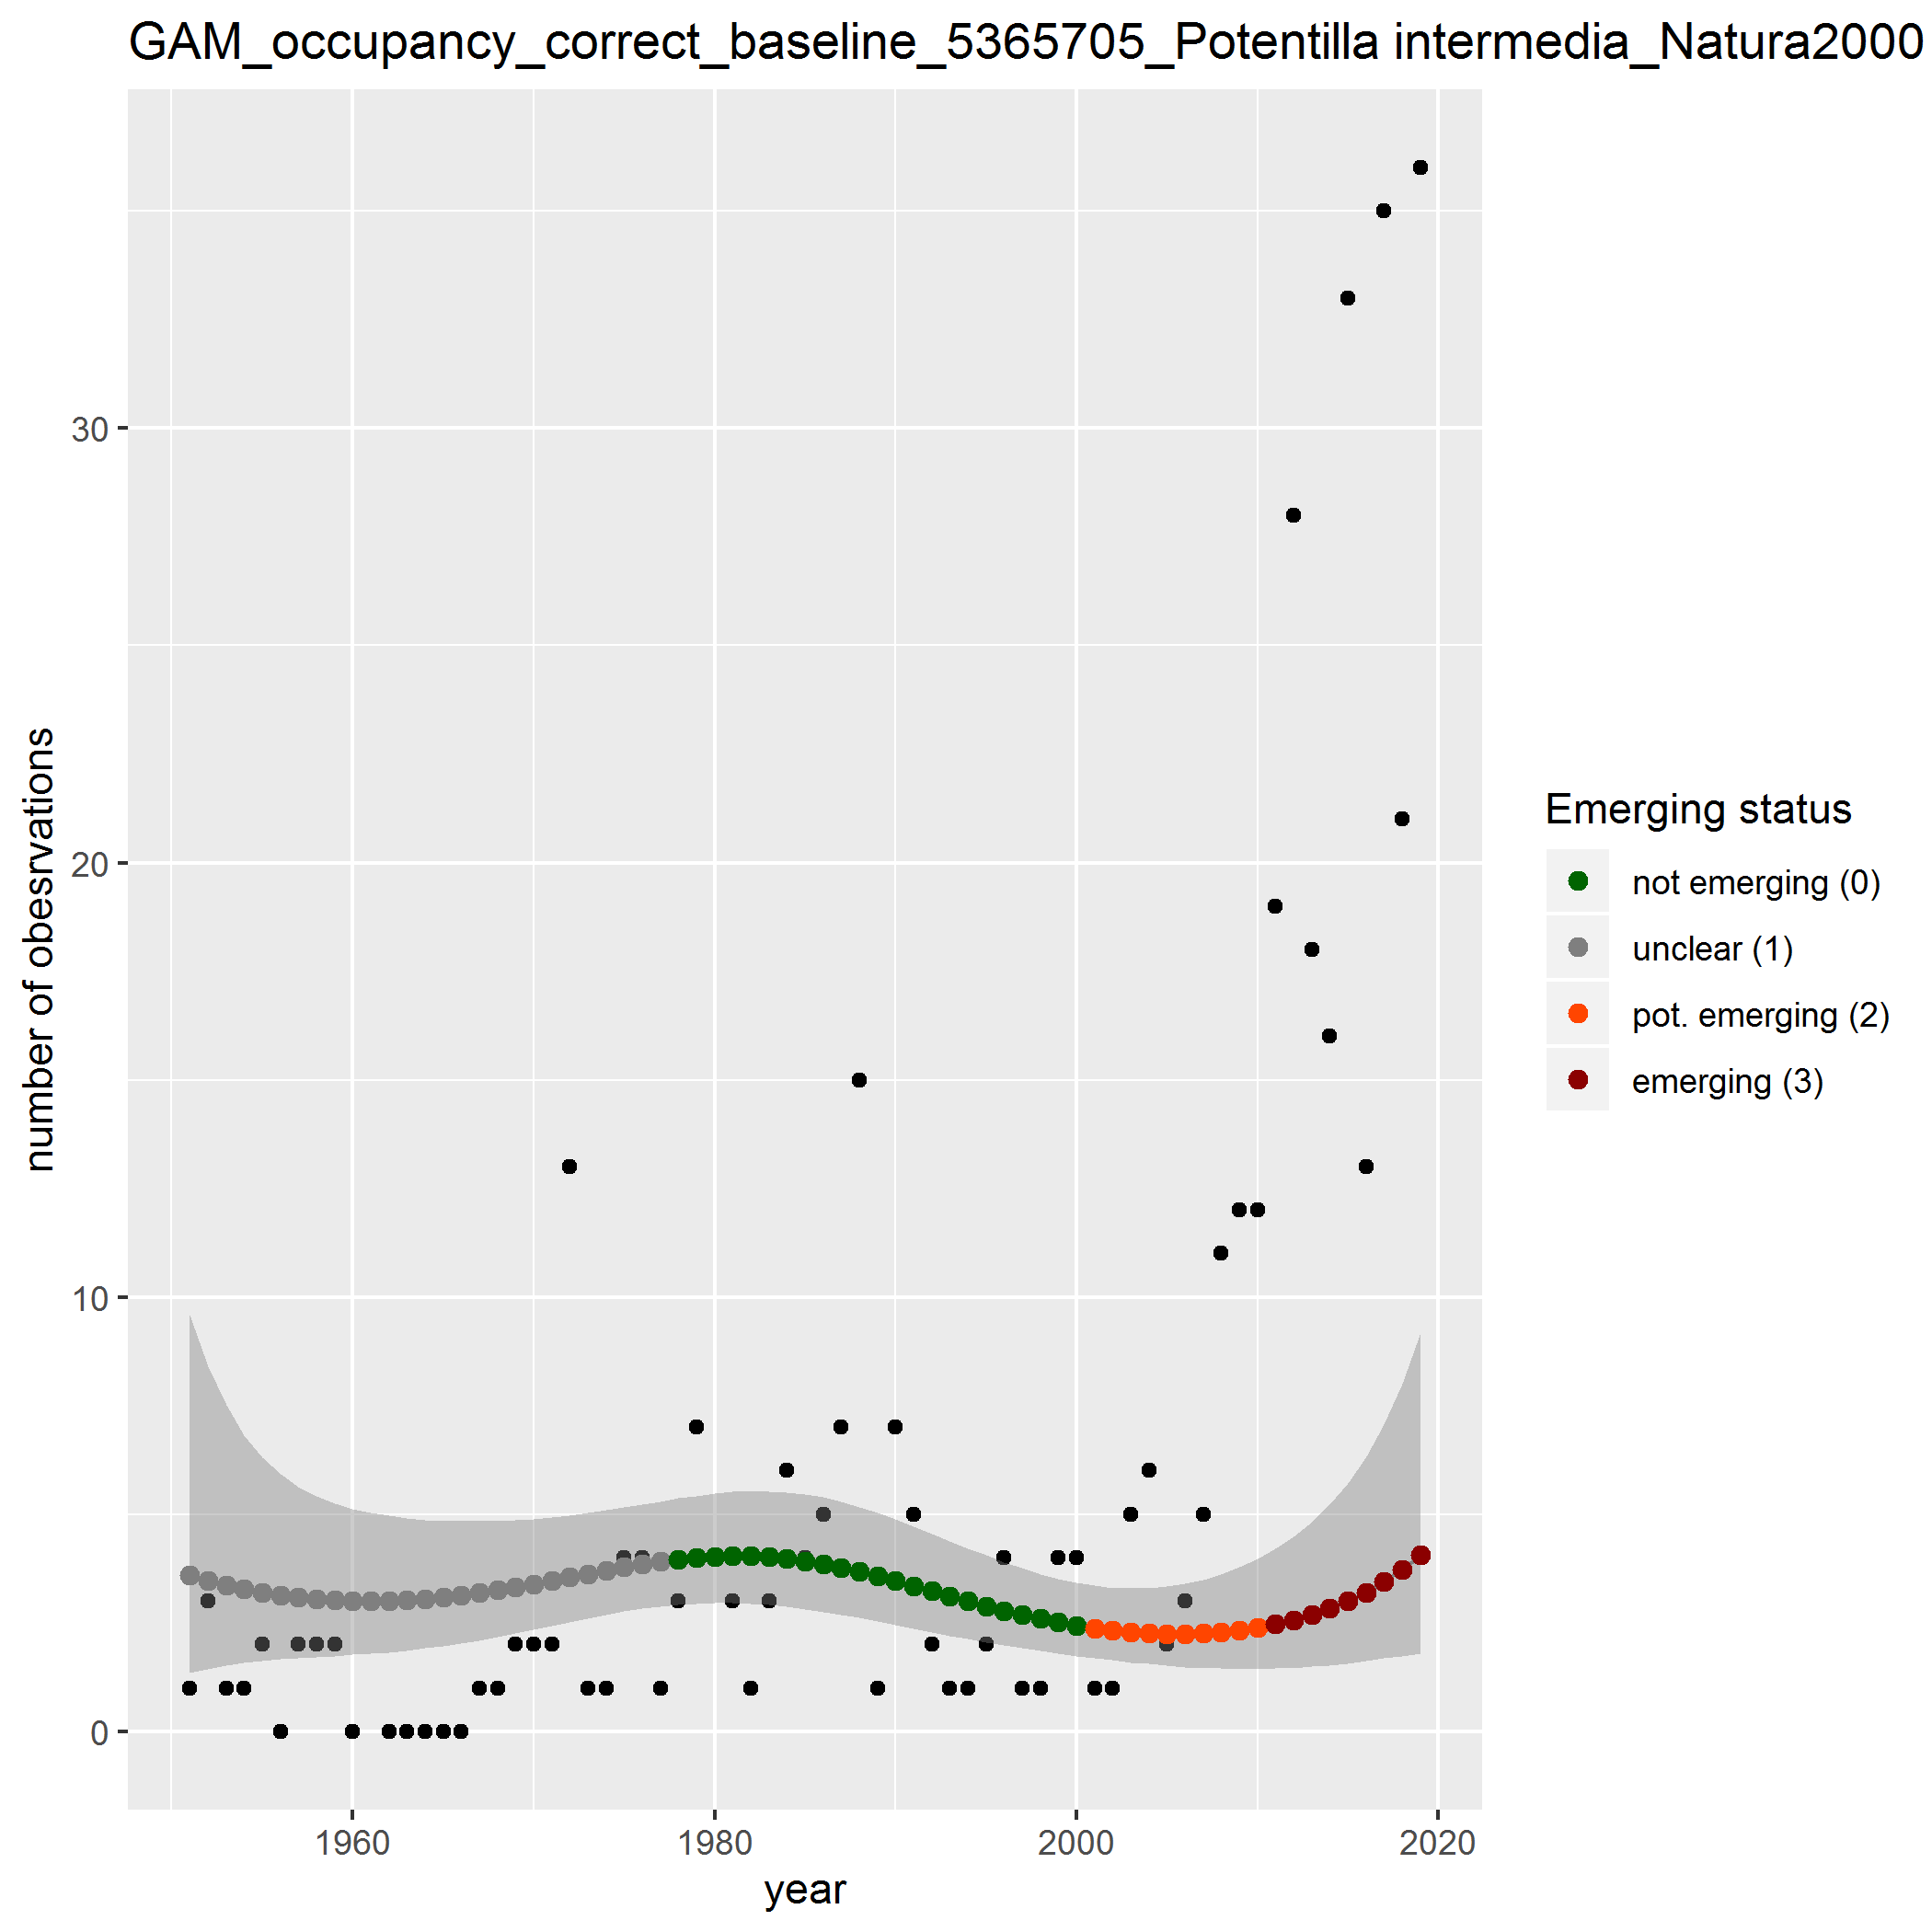 GAM_occupancy_correct_baseline_5365705_Potentilla intermedia_Natura2000
number of obesrvations
30
20
10
0
1960
1980
2000
2020
year
Emerging status
not emerging (0)
unclear (1)
pot. emerging (2)
emerging (3)